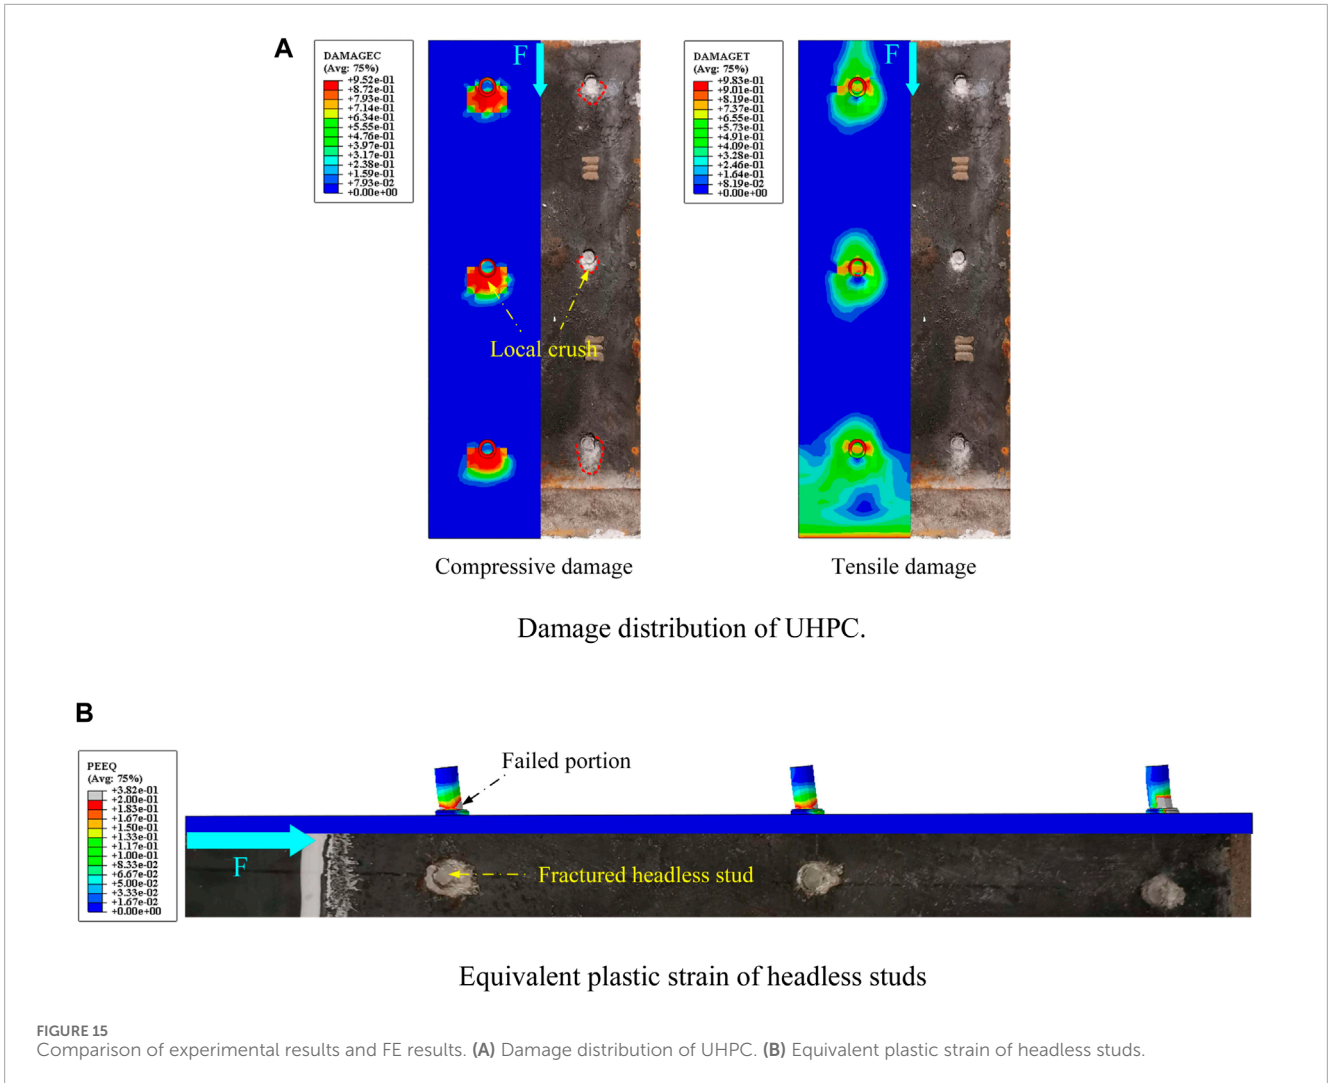 A
DAMAGEC
(Avg: 75%)
+9.52e-01
+8.72e-01
+7.93e-01
+7.14e-01
+6.34e-01
+5.55e-01
+4.76e-01
+3.97e-01
+3.17e-01
+2.38e-01
+1.59e-01
+7.93e-02
+0.00e+00
F
Local crush
Compressive damage
DAMAGET
(Avg: 75%)
+9.83e-01
+9.01e-01
+8.19e-01
+7.37e-01
+6.55e-01
+5.73e-01
+4.91e-01
+4.09e-01
+3.28e-01
+2.46e-01
+1.64e-01
+8.19e-02
+0.00e+00
F
Tensile damage
Damage distribution of UHPC.
B
PEEQ
(Avg: 75%)
+3.82e-01
+2.00e-01
+1.83e-01
+1.67e-01
+1.50e-01
+1.33e-01
+1.17e-01
+1.00e-01
+8.33e-02
+6.67e-02
+5.00e-02
+3.33e-02
+1.67e-02
+0.00e+00
Failed portion
F
Fractured headless stud
Equivalent plastic strain of headless studs
FIGURE 15
Comparison of experimental results and FE results. (A) Damage distribution of UHPC. (B) Equivalent plastic strain of headless studs.